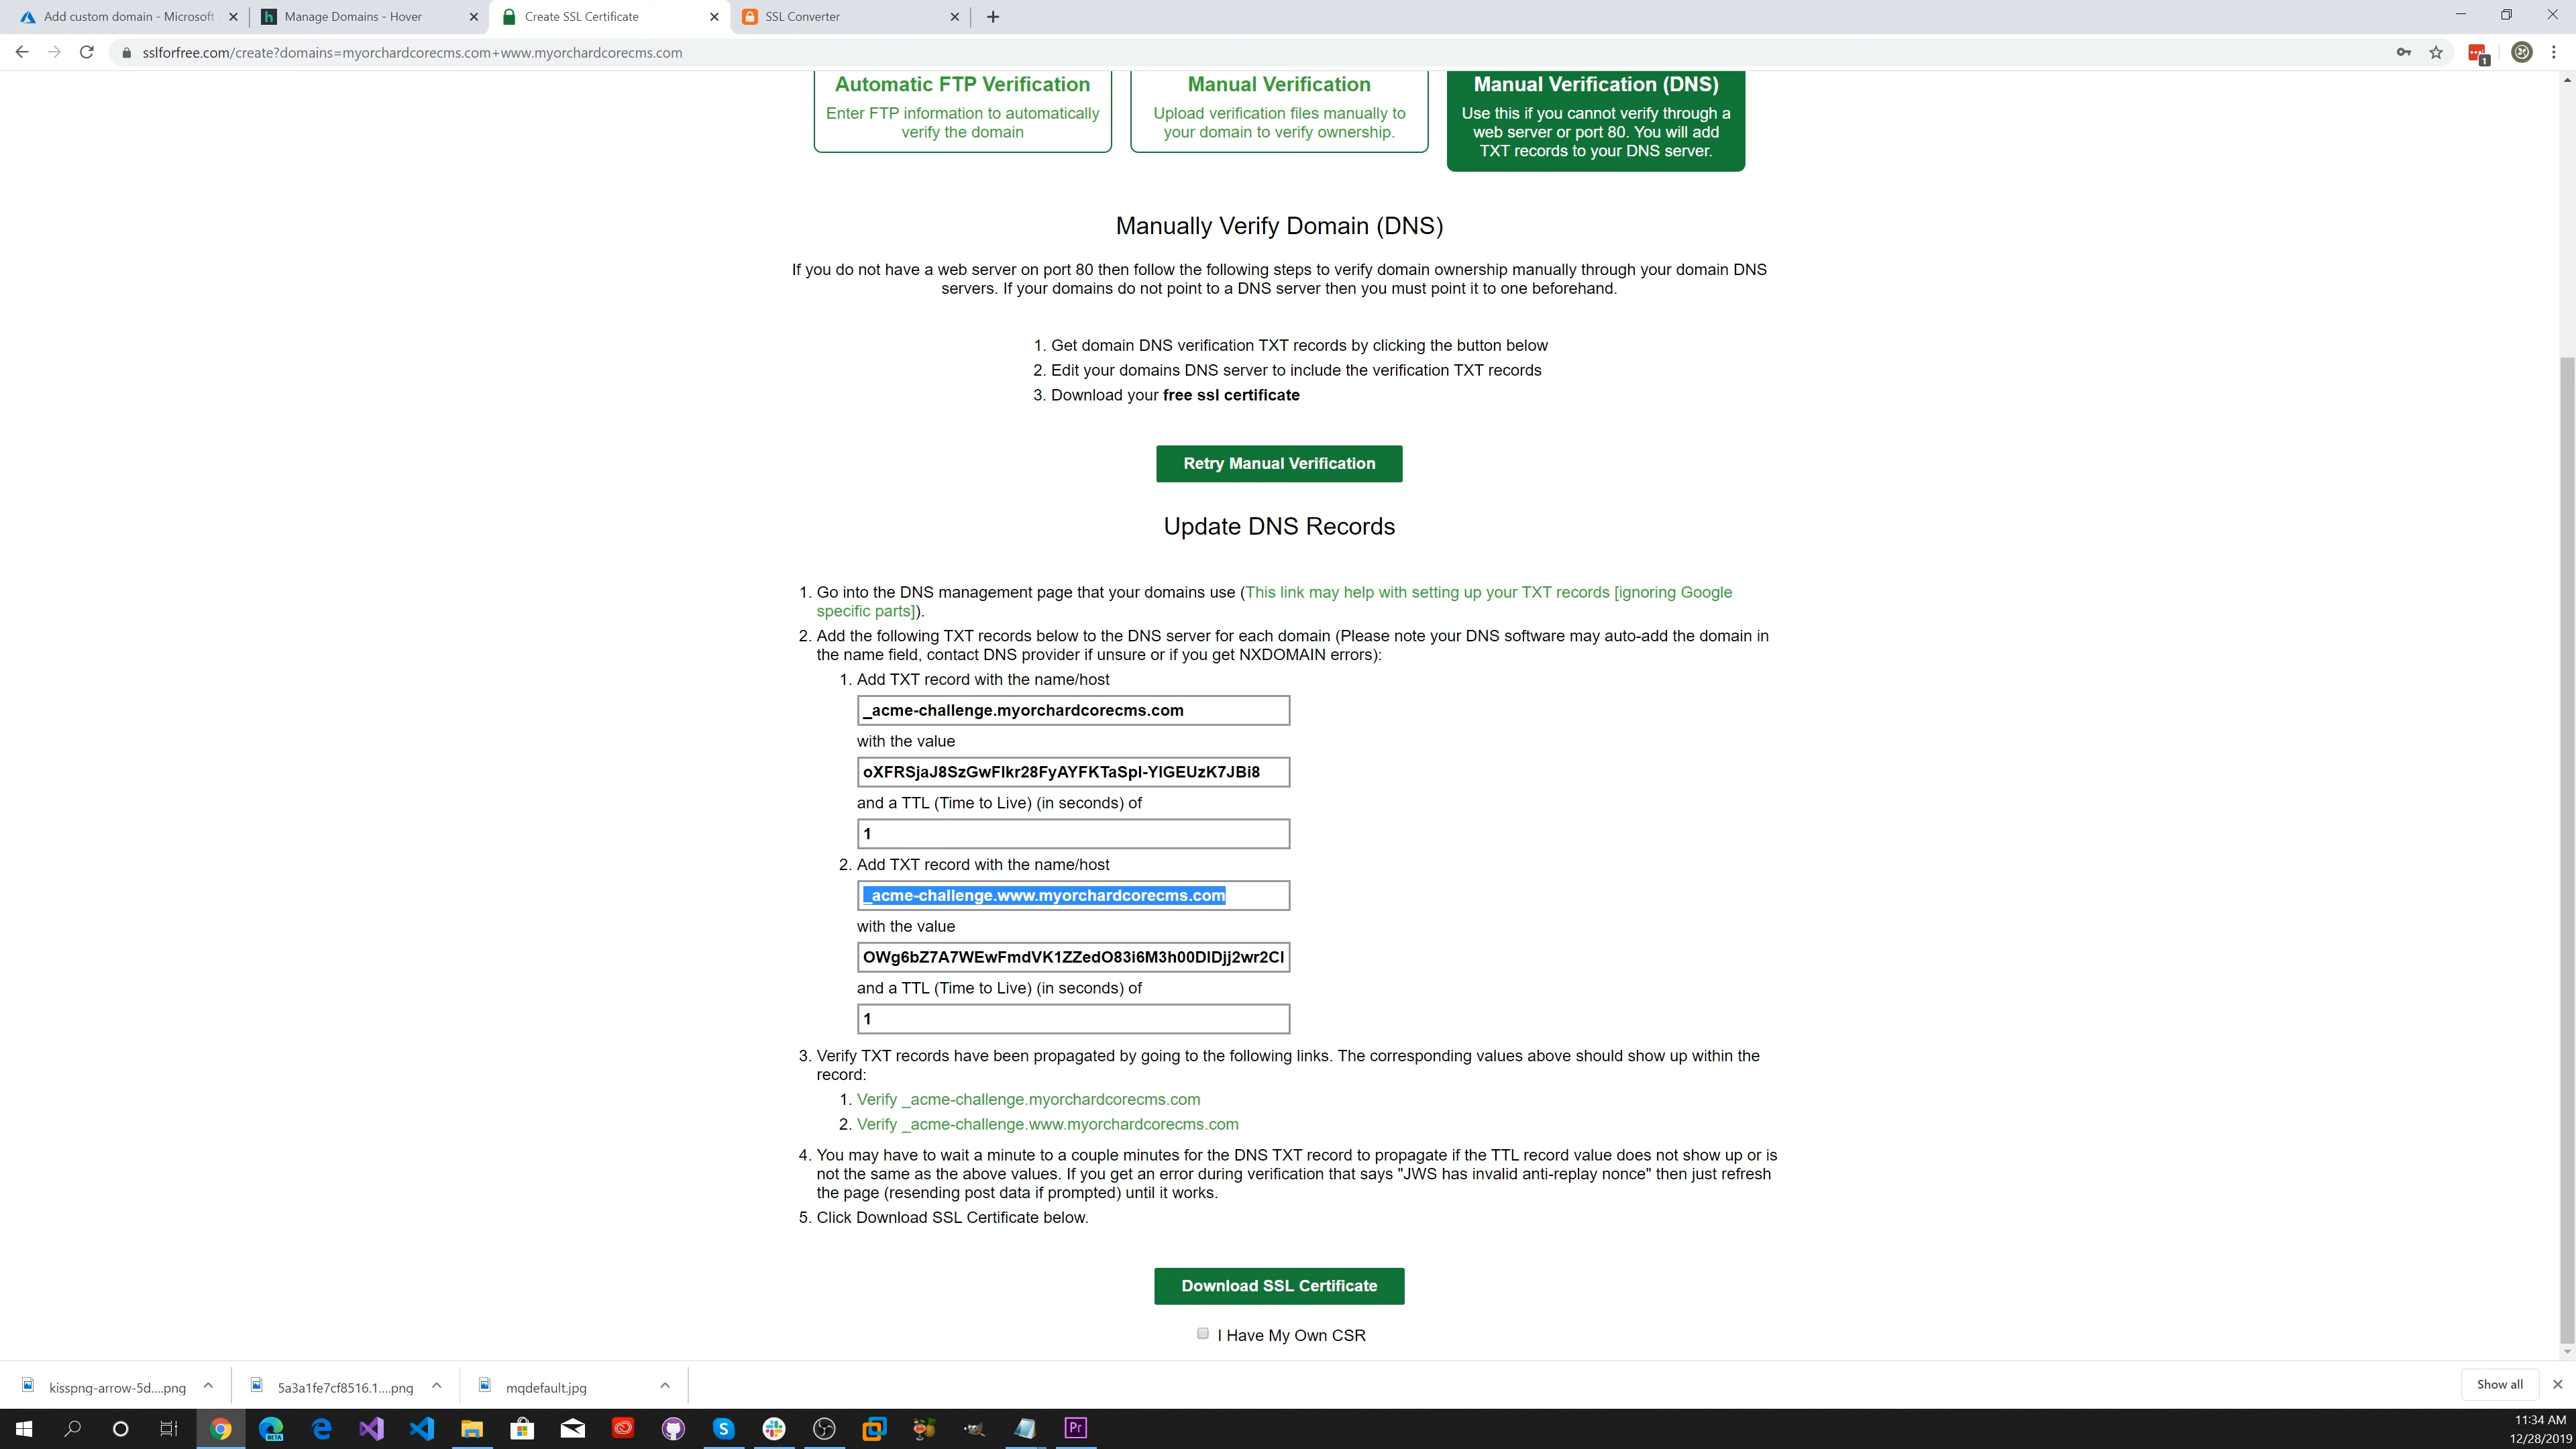 Add custom domain - Microsoft
Manage Domains - Hover
Create SSL Certificate
SSL Converter
sslforfree.com/create?domains=myorchardcorecms.com+www.myorchardcorecms.com
1
Automatic FTP Verification
Enter FTP information to automatically
verify the domain
Manual Verification
Upload verification files manually to
your domain to verify ownership.
Manual Verification (DNS)
Use this if you cannot verify through a
web server or port 80. You will add
TXT records to your DNS server.
Manually Verify Domain (DNS)
If you do not have a web server on port 80 then follow the following steps to verify domain ownership manually through your domain DNS
servers. If your domains do not point to a DNS server then you must point it to one beforehand.
1. Get domain DNS verification TXT records by clicking the button below
2. Edit your domains DNS server to include the verification TXT records
3. Download your free ssl certificate
Retry Manual Verification
Update DNS Records
1. Go into the DNS management page that your domains use (This link may help with setting up your TXT records [ignoring Google
specific parts]).
2. Add the following TXT records below to the DNS server for each domain (Please note your DNS software may auto-add the domain in
the name field, contact DNS provider if unsure or if you get NXDOMAIN errors):
1. Add TXT record with the name/host
_acme-challenge.myorchardcorecms.com
with the value
oXFRSjaJ8SzGwFIkr28FyAYFKTaSpI-YIGEUzK7JBi8
and a TTL (Time to Live) (in seconds) of
1
2. Add TXT record with the name/host
_acme-challenge.www.myorchardcorecms.com
with the value
OWg6bZ7A7WEwFmdVK1ZZedO83i6M3h00DIDjj2wr2CI
and a TTL (Time to Live) (in seconds) of
1
3. Verify TXT records have been propagated by going to the following links. The corresponding values above should show up within the
record:
1. Verify _acme-challenge.myorchardcorecms.com
2. Verify _acme-challenge.www.myorchardcorecms.com
4. You may have to wait a minute to a couple minutes for the DNS TXT record to propagate if the TTL record value does not show up or is
not the same as the above values. If you get an error during verification that says "JWS has invalid anti-replay nonce" then just refresh
the page (resending post data if prompted) until it works.
5. Click Download SSL Certificate below.
Download SSL Certificate
I Have My Own CSR
kisspng-arrow-5d....png
5a3a1fe7cf8516.1....png
mqdefault.jpg
Show all
BETA
Pr
11:34 AM
12/28/2019